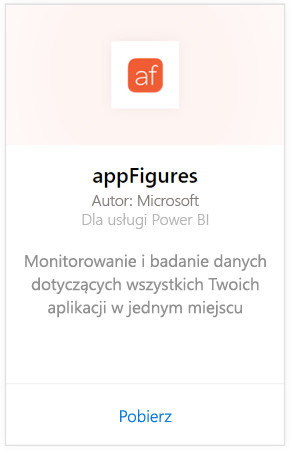 af
appFigures
Autor: Microsoft
Dla usługi Power BI
Monitorowanie i badanie danych
dotyczących wszystkich Twoich
aplikacji w jednym miejscu
Pobierz